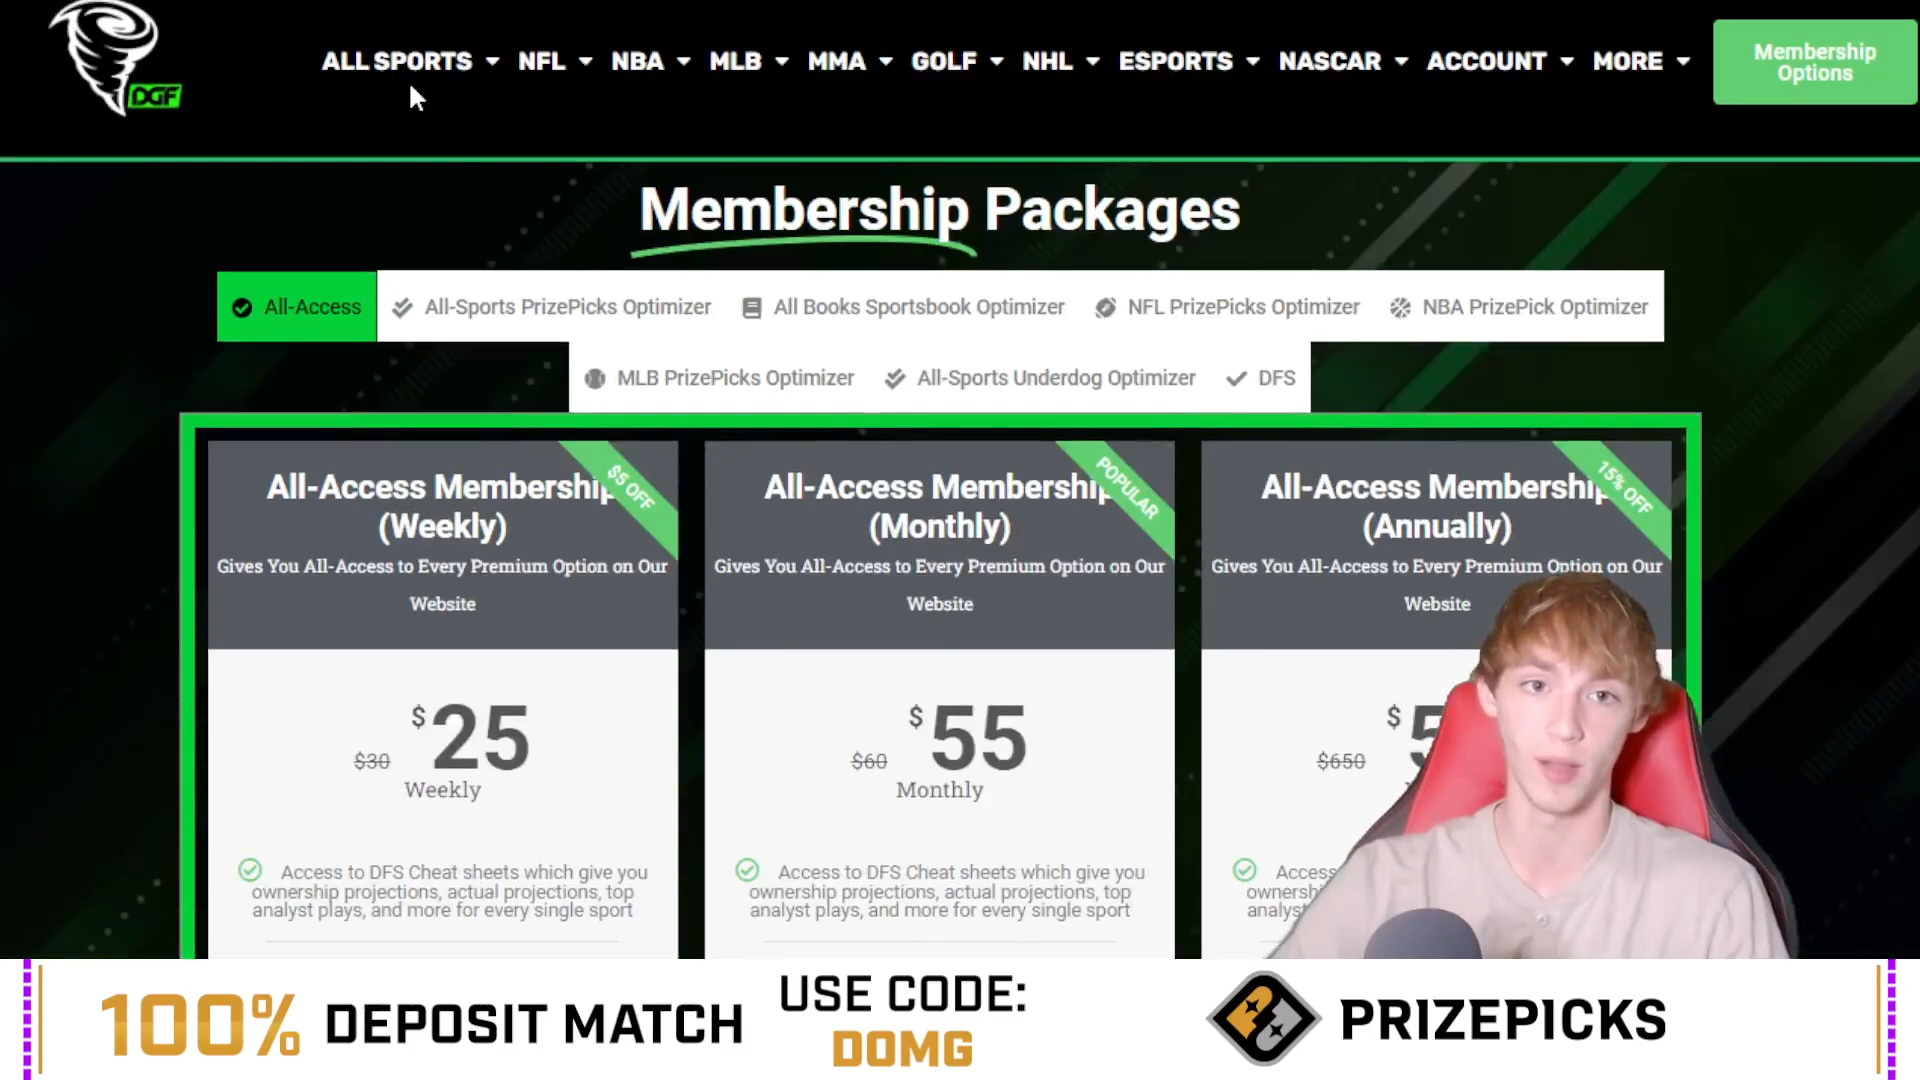 DGF
ALL SPORTS NFL NBA MLB MMA GOLF NHL ESPORTS NASCAR ACCOUNT MORE
Membership
Options
Membership Packages
All-Access All-Sports PrizePicks Optimizer All Books Sportsbook Optimizer NFL PrizePicks Optimizer NBA PrizePick Optimizer
MLB PrizePicks Optimizer All-Sports Underdog Optimizer DFS
$5 OFF
All-Access Membership
(Weekly)
Gives You All-Access to Every Premium Option on Our
Website
$30 $25
Weekly
Access to DFS Cheat sheets which give you
ownership projections, actual projections, top
analyst plays, and more for every single sport
POPULAR
All-Access Membership
(Monthly)
Gives You All-Access to Every Premium Option on Our
Website
$60 $55
Monthly
Access to DFS Cheat sheets which give you
ownership projections, actual projections, top
analyst plays, and more for every single sport
15% OFF
All-Access Membership
(Annually)
Gives You All-Access to Every Premium Option on Our
Website
$650 $5
Access
100% DEPOSIT MATCH
USE CODE:
DOMG
PRIZEPICKS